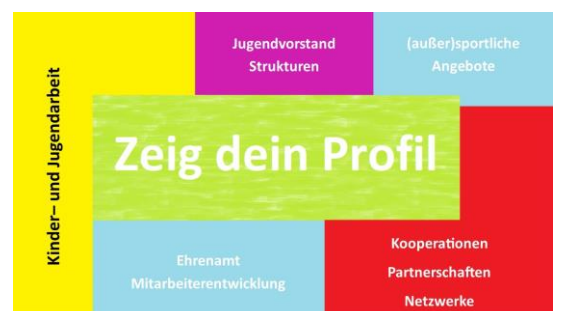 Kinder– und Jugendarbeit
Jugendvorstand
Strukturen
(außer)sportliche
Angebote
Zeig dein Profil
Ehrenamt
Mitarbeiterentwicklung
Kooperationen
Partnerschaften
Netzwerke